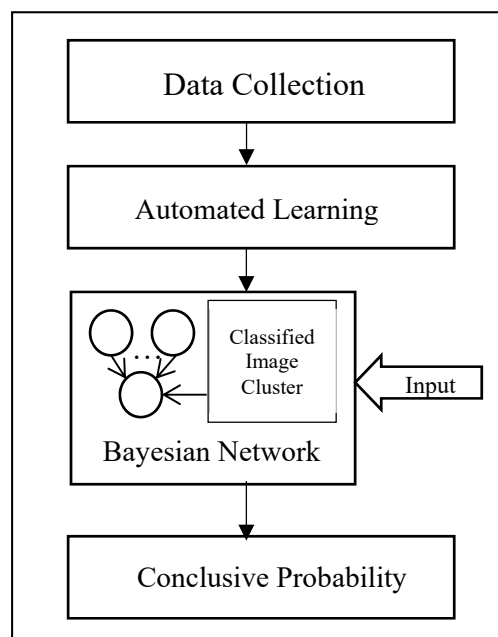 Data Collection
Automated Learning
Classified
Image
Cluster
Input
Bayesian Network
Conclusive Probability